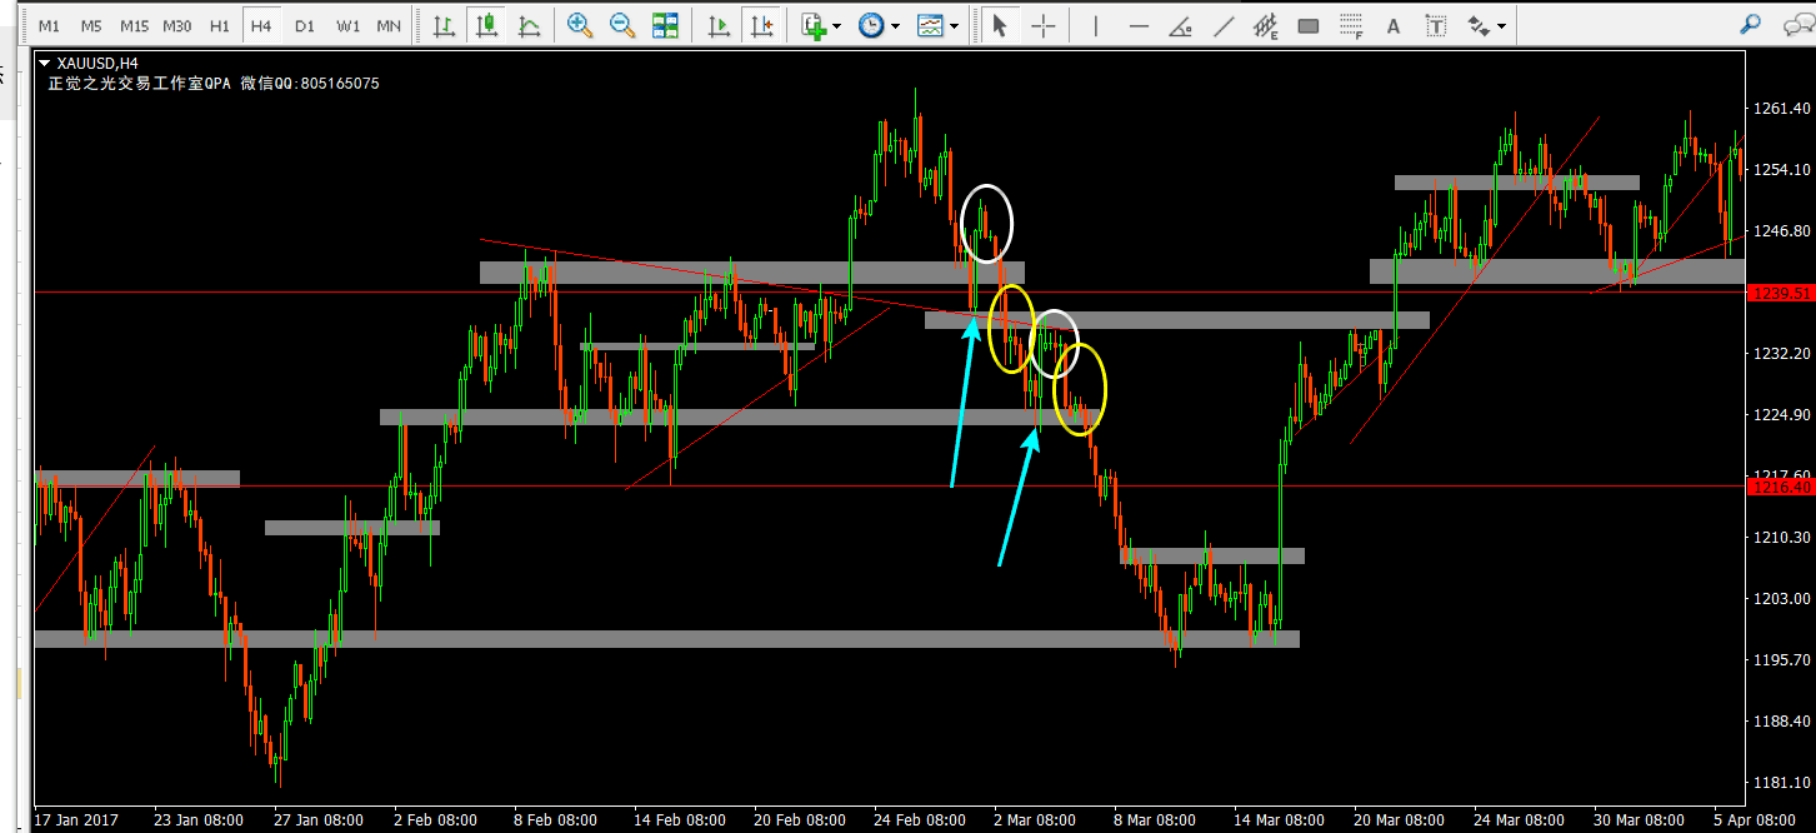 M1 M5 M15 M30 H1 H4 D1 W1 MN
E F A T
XAUUSD,H4
正觉之光交易工作室QPA 微信QQ:805165075
1261.40
1254.10
1246.80
1239.51
1232.20
1224.90
1217.60
1216.40
1210.30
1203.00
1195.70
1188.40
1181.10
17 Jan 2017 23 Jan 08:00 27 Jan 08:00 2 Feb 08:00 8 Feb 08:00 14 Feb 08:00 20 Feb 08:00 24 Feb 08:00 2 Mar 08:00 8 Mar 08:00 14 Mar 08:00 20 Mar 08:00 24 Mar 08:00 30 Mar 08:00 5 Apr 08:00